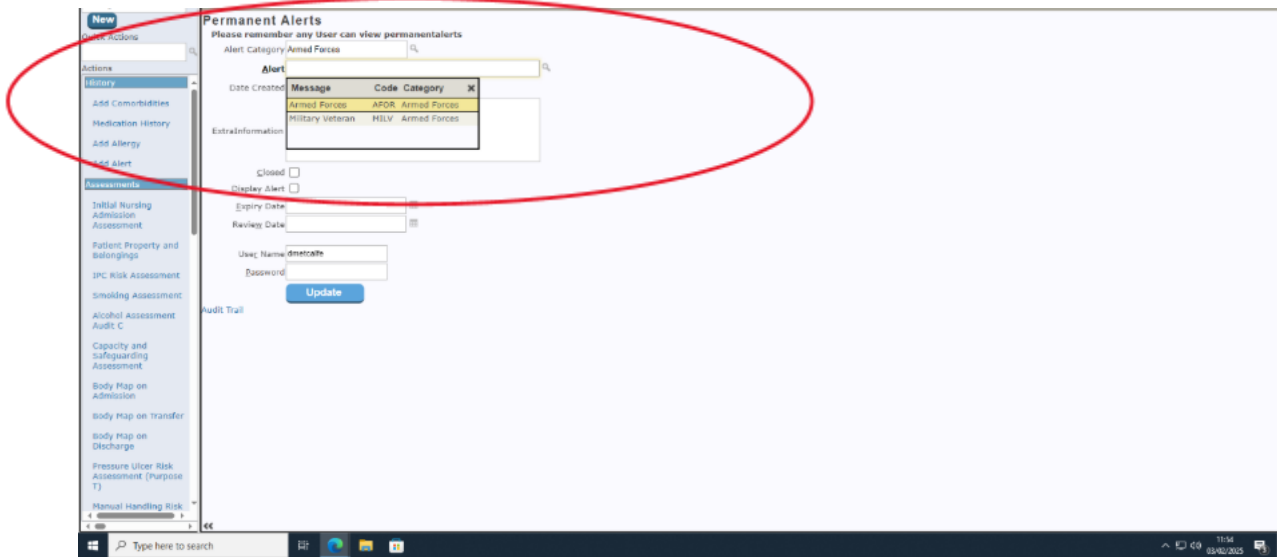 New
Quick Actions
Actions
History
Add Comorbidities
Medication History
Add Allergy
Add Alert
Assessments
Initial Nursing
Admission
Assessment
Patient Property and
Belongings
IPC Risk Assessment
Smoking Assessment
Alcohol Assessment
Audit C
Capacity and
Safeguarding
Assessment
Body Map on
Admission
Body Map on Transfer
Body Map on
Discharge
Pressure Ulcer Risk
Assessment (Purpose
T)
Manual Handling Risk
Permanent Alerts
Please remember any User can view permanentalerts
Alert Category Armed Forces
Alert
Date Created
Message Code Category X
Armed Forces AFOR Armed Forces
Military Veteran MILV Armed Forces
ExtraInformation
Closed
Display Alert
Expiry Date
Review Date
User Name dmetcalfe
Password
Update
Audit Trail
Type here to search
11:54
03/02/2025